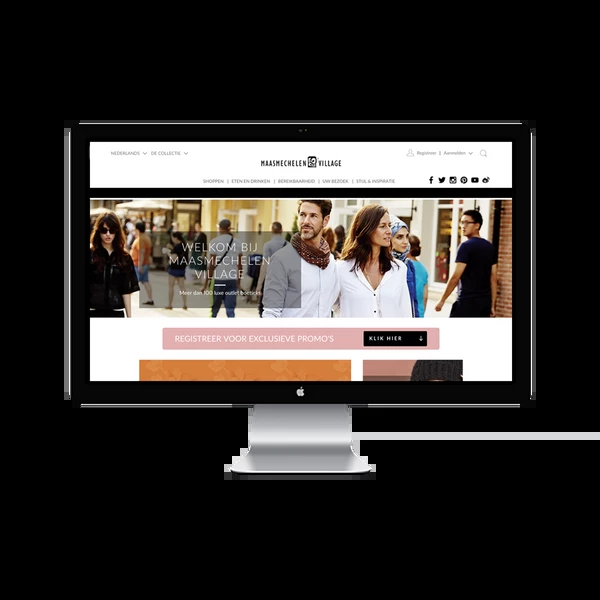 NEDERLANDS DE COLLECTIE
Registreer | Aanmelden
MAASMECHELEN VILLAGE
SHOPPEN | ETEN EN DRINKEN | BEREIKBAARHEID | UW BEZOEK | STIJL & INSPIRATIE
WELKOM BIJ
MAASMECHELEN
VILLAGE
Meer dan 100 luxe outlet boetieks
REGISTREER VOOR EXCLUSIEVE PROMO'S
KLIK HIER